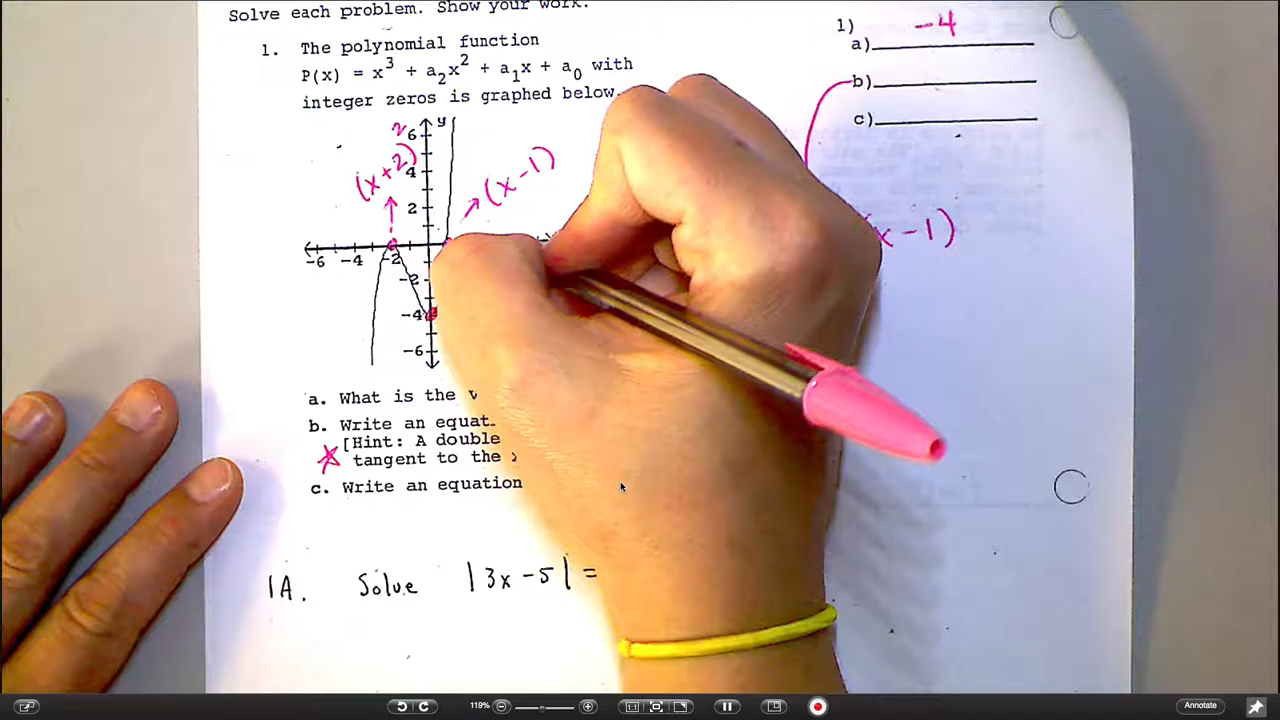 Solve each problem. Show your work.
1. The polynomial function
P(x) = x³ + a₂x² + a₁x + a₀ with
integer zeros is graphed below.
1) -4
a)
b)
c)
y
6
4
2
-6 -4 -2
-2
-4
-6
(x+2)²
(x-1)
x-1)
a. What is the
b. Write an equat
[Hint: A double
tangent to the
c. Write an equation
1A. Solve |3x-5| =
119%
1:1
Annotate